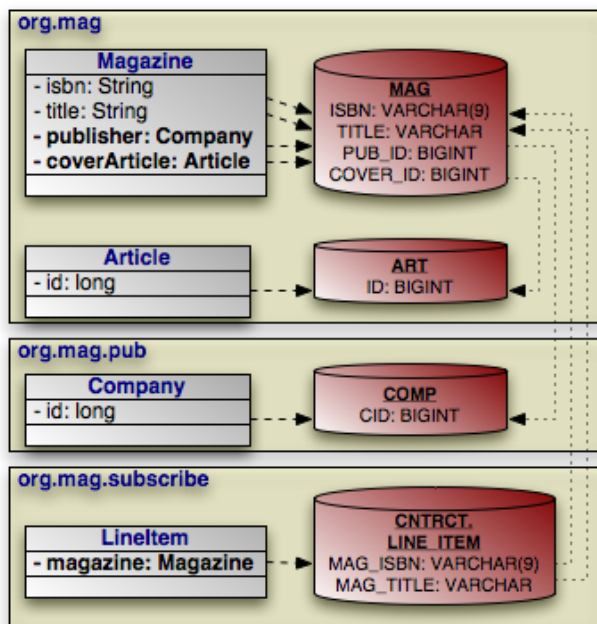 org.mag
Magazine
- isbn: String
- title: String
- publisher: Company
- coverArticle: Article
MAG
ISBN: VARCHAR(9)
TITLE: VARCHAR
PUB_ID: BIGINT
COVER_ID: BIGINT
Article
- id: long
ART
ID: BIGINT
org.mag.pub
Company
- id: long
COMP
CID: BIGINT
org.mag.subscribe
LineItem
- magazine: Magazine
CNTRCT.
LINE_ITEM
MAG_ISBN: VARCHAR(9)
MAG_TITLE: VARCHAR